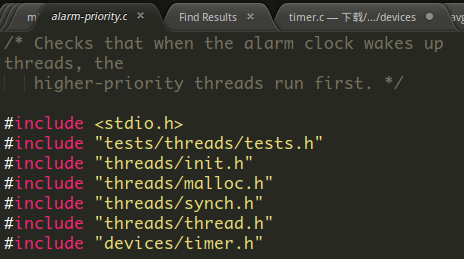 m alarm-priority.c × Find Results × timer.c — 下载/.../devices avg
/* Checks that when the alarm clock wakes up
threads, the
higher-priority threads run first. */
#include <stdio.h>
#include "tests/threads/tests.h"
#include "threads/init.h"
#include "threads/malloc.h"
#include "threads/synch.h"
#include "threads/thread.h"
#include "devices/timer.h"